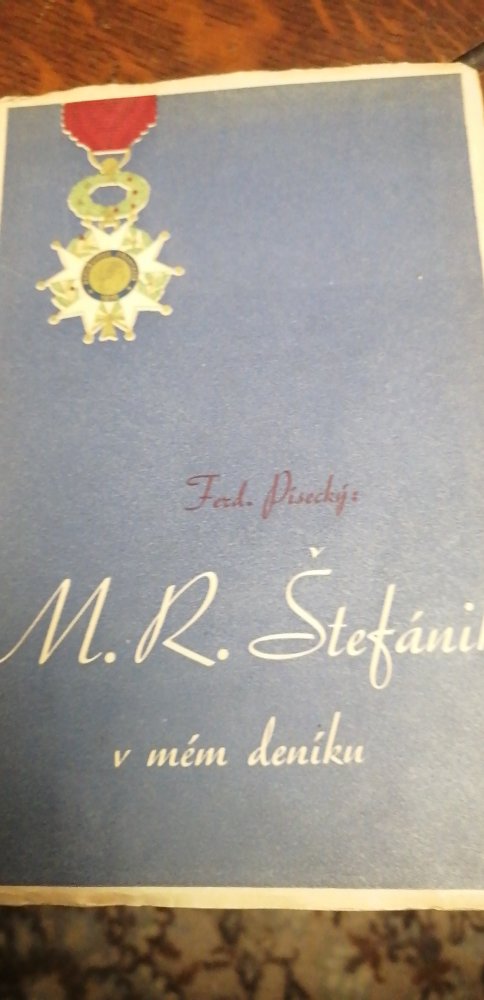 Ferd. Písecký:
M. R. Štefánik
v mém deníku